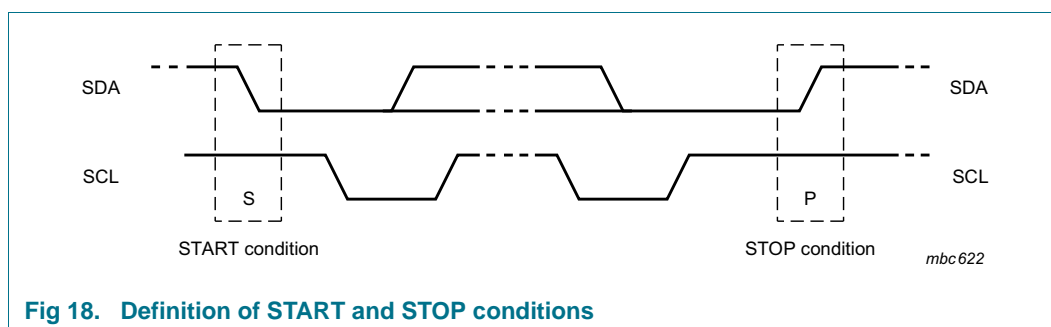 SDA
SDA
SCL
SCL
S
P
START condition
STOP condition
mbc622
Fig 18. Definition of START and STOP conditions